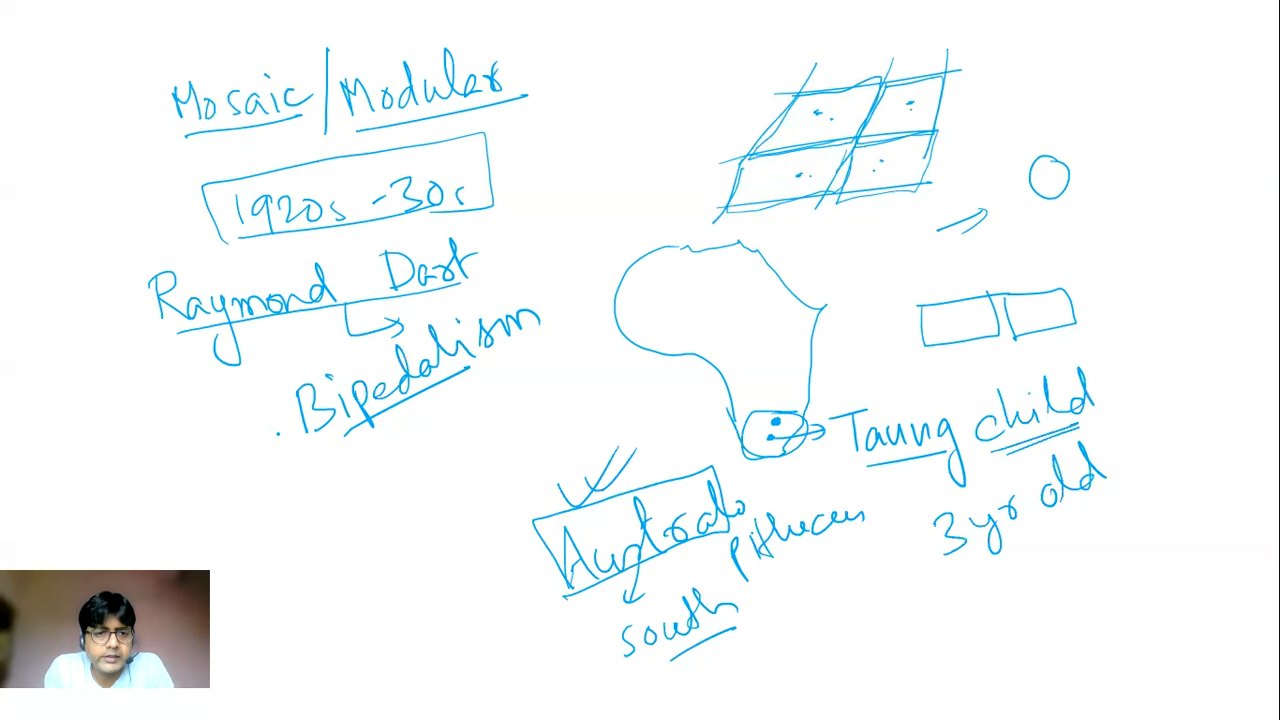 Mosaic/Modular
1920s-30s
Raymond Dart
Bipedalism
Taung child
3 yr old
Australo
pithecus
south